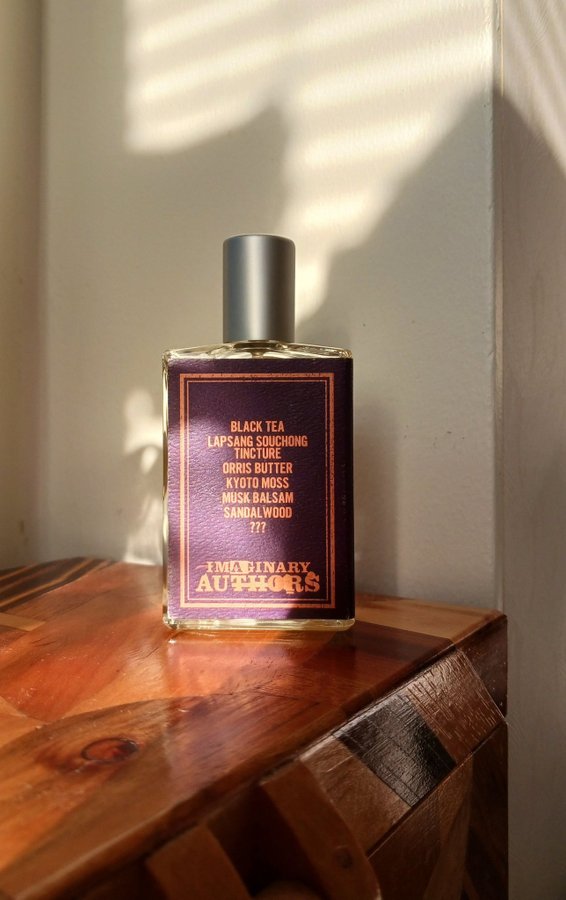 BLACK TEA
LAPSANG SOUCHONG
TINCTURE
ORRIS BUTTER
KYOTO MOSS
MUSK BALSAM
SANDALWOOD
???
IMAGINARY
AUTHORS